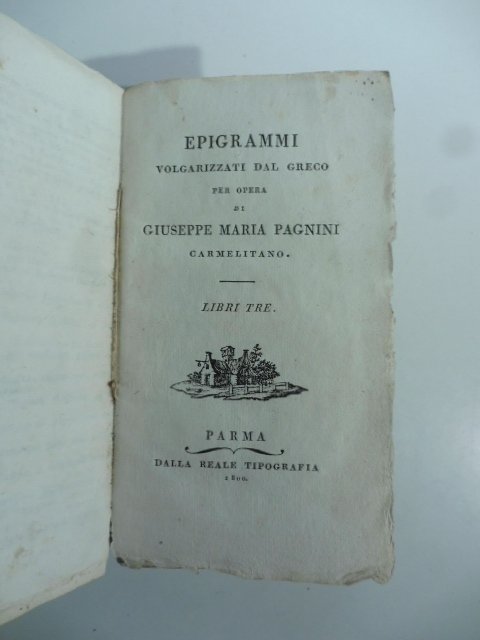 EPIGRAMMI
VOLGARIZZATI DAL GRECO
PER OPERA
DI
GIUSEPPE MARIA PAGNINI
CARMELITANO.
LIBRI TRE.
PARMA
DALLA REALE TIPOGRAFIA
1800.